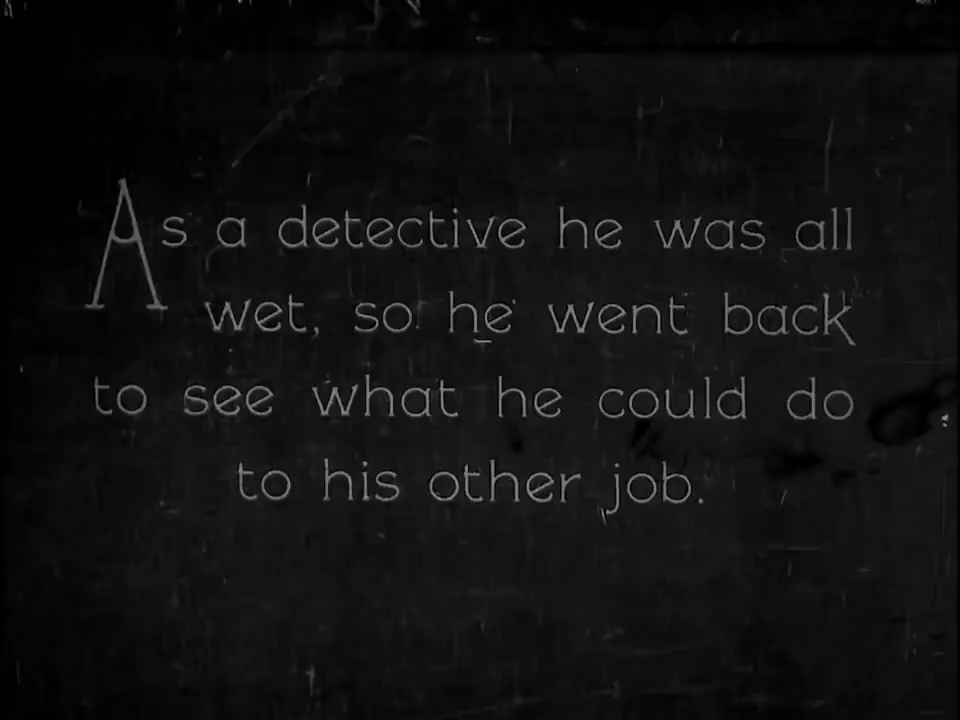 As a detective he was all
wet, so he went back
to see what he could do
to his other job.